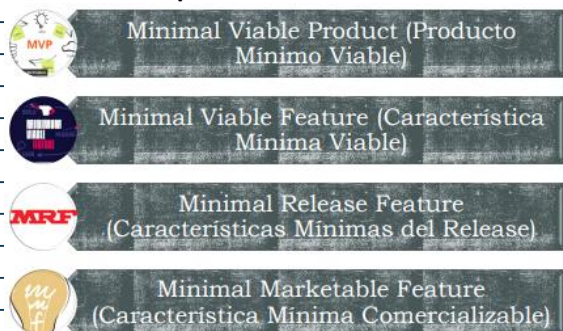 MVP
Minimal Viable Product (Producto
Mínimo Viable)
Minimal Viable Feature (Característica
Mínima Viable)
MRF
Minimal Release Feature
(Características Mínimas del Release)
mmf
Minimal Marketable Feature
(Característica Mínima Comercializable)